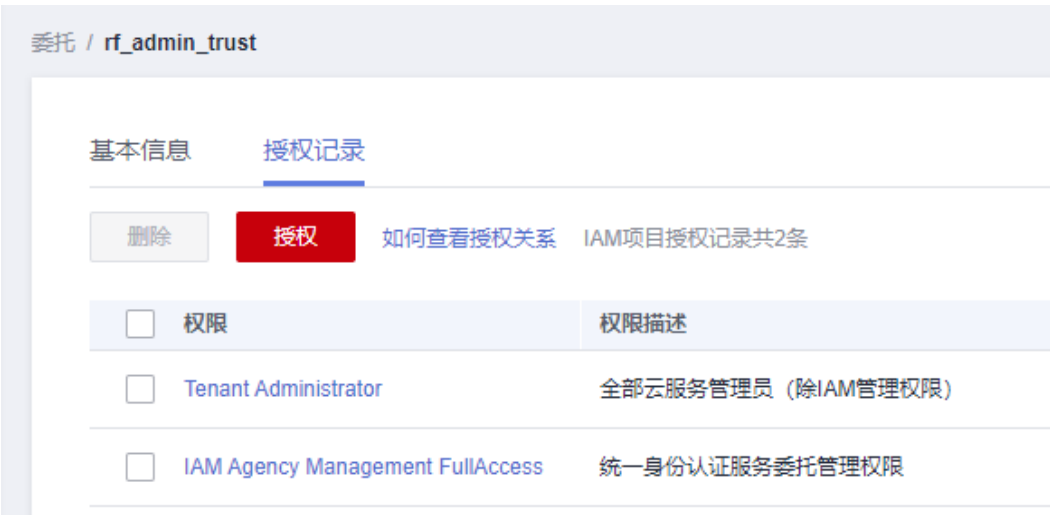 委托 / rf_admin_trust
基本信息 授权记录
删除 授权 如何查看授权关系 IAM项目授权记录共2条
权限 权限描述
Tenant Administrator 全部云服务管理员（除IAM管理权限）
IAM Agency Management FullAccess 统一身份认证服务委托管理权限